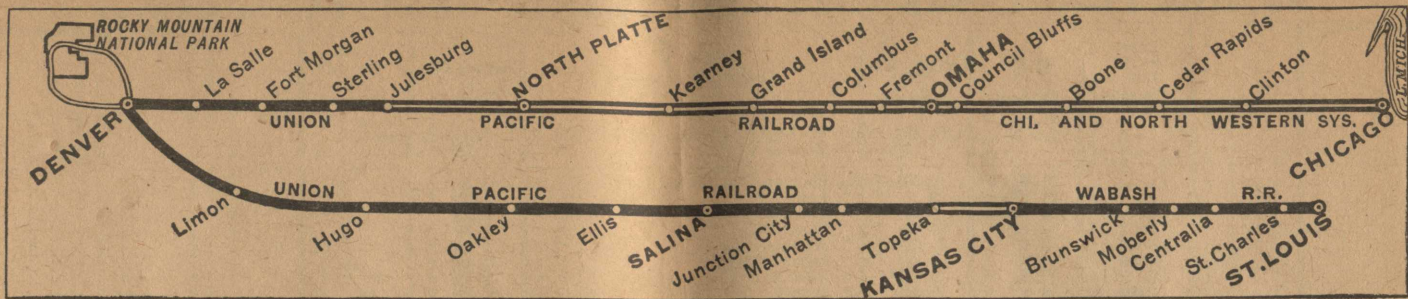 ROCKY MOUNTAIN
NATIONAL PARK
La Salle
Fort Morgan
Sterling
Julesburg
NORTH PLATTE
Kearney
Grand Island
Columbus
Fremont
OMAHA
Council Bluffs
Boone
Cedar Rapids
Clinton
L. MICH.
UNION PACIFIC RAILROAD CHI. AND NORTH WESTERN SYS.
DENVER
CHICAGO
UNION PACIFIC RAILROAD WABASH R.R.
Limon
Hugo
Oakley
Ellis
SALINA
Junction City
Manhattan
Topeka
KANSAS CITY
Brunswick
Moberly
Centralia
St. Charles
ST. LOUIS